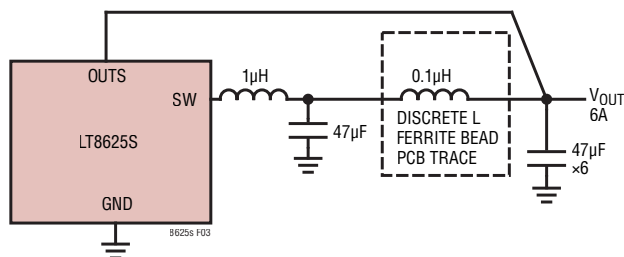 OUTS
1µH
0.1µH
SW
LT8625S
47µF
DISCRETE L
FERRITE BEAD
PCB TRACE
VOUT
6A
47µF
×6
GND
8625s F03